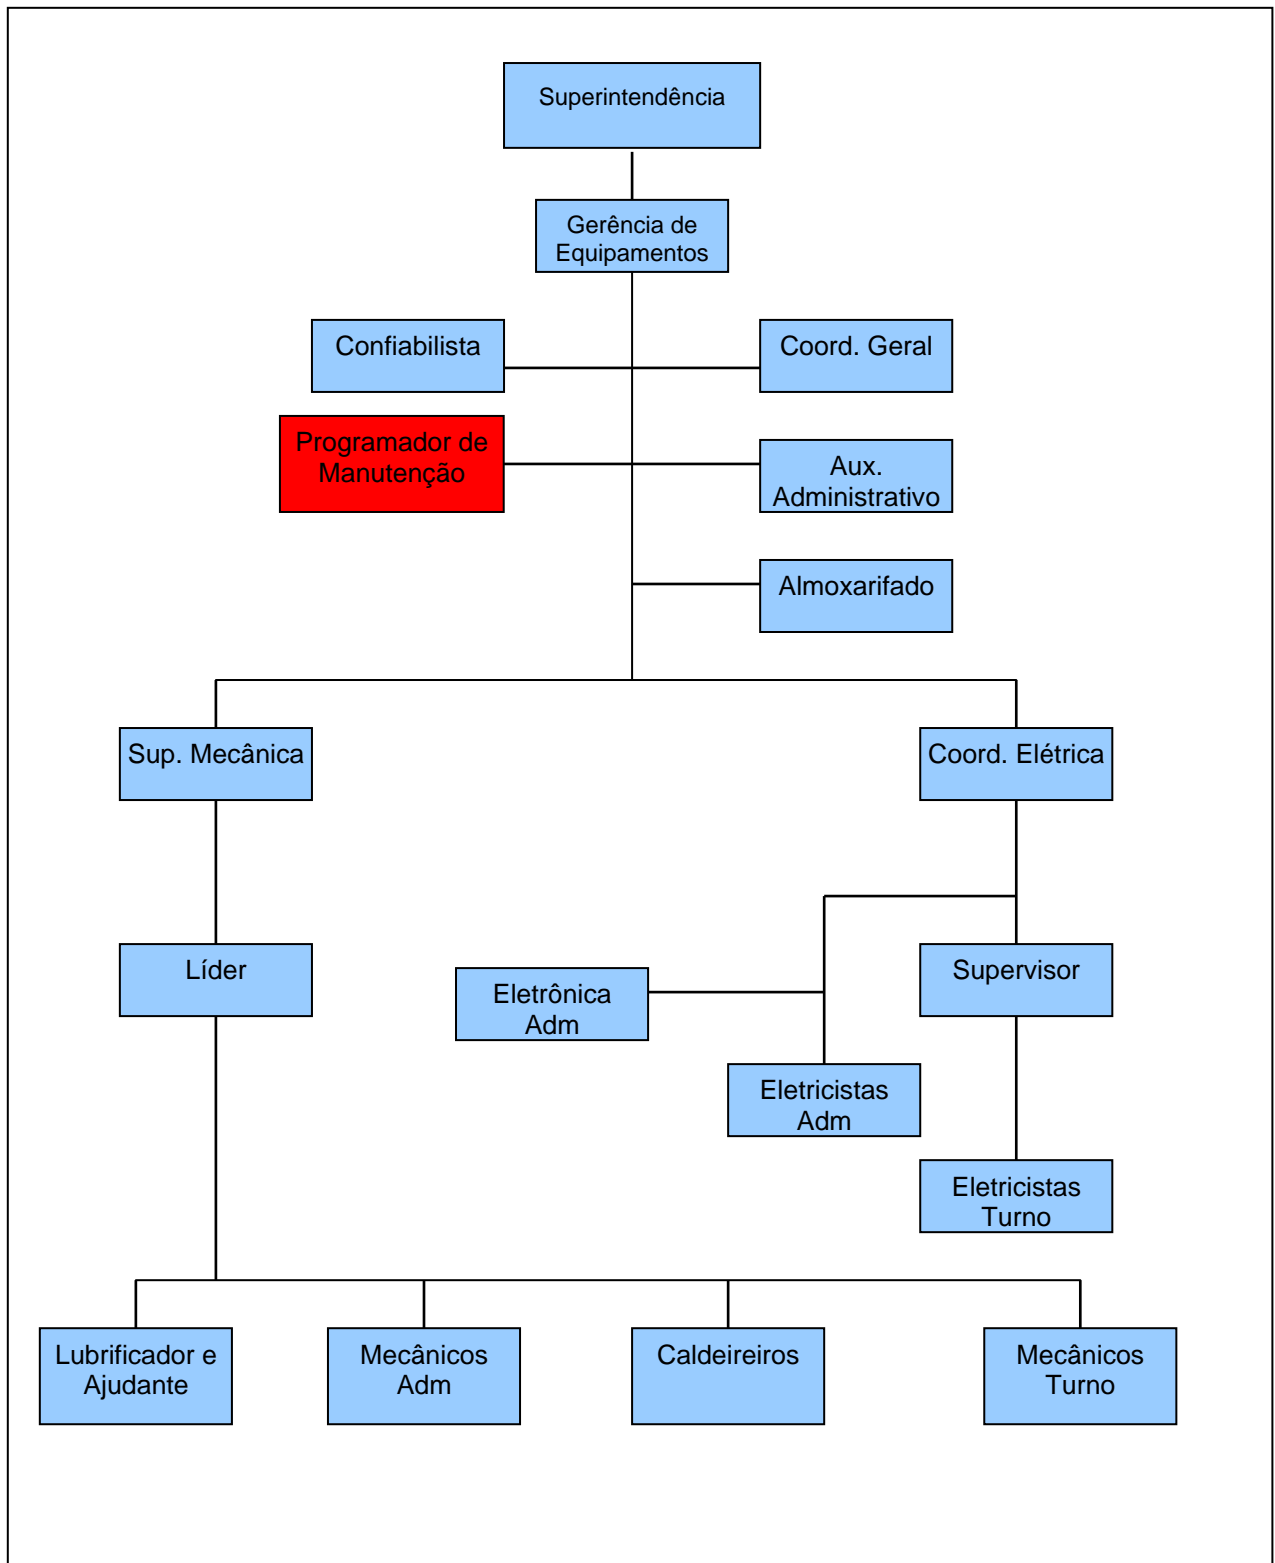 Superintendência
Gerência de
Equipamentos
Confiabilista
Coord. Geral
Programador de
Manutenção
Aux.
Administrativo
Almoxarifado
Sup. Mecânica
Coord. Elétrica
Líder
Eletrônica
Adm
Supervisor
Eletricistas
Adm
Eletricistas
Turno
Lubrificador e
Ajudante
Mecânicos
Adm
Caldeireiros
Mecânicos
Turno